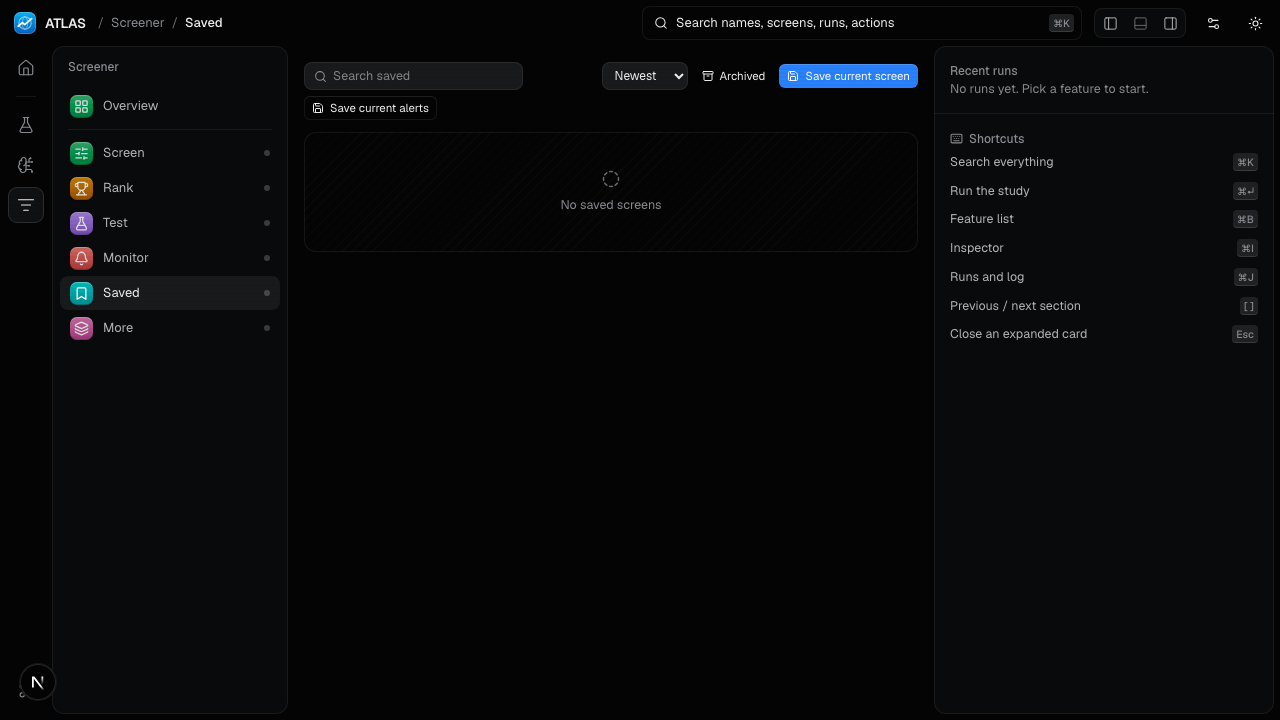 ATLAS / Screener / Saved
Search names, screens, runs, actions ⌘K
Screener
Overview
Screen
Rank
Test
Monitor
Saved
More
Search saved
Newest
Archived
Save current screen
Save current alerts
No saved screens
Recent runs
No runs yet. Pick a feature to start.
Shortcuts
Search everything ⌘K
Run the study ⌘⏎
Feature list ⌘B
Inspector ⌘I
Runs and log ⌘J
Previous / next section [ ]
Close an expanded card Esc
N